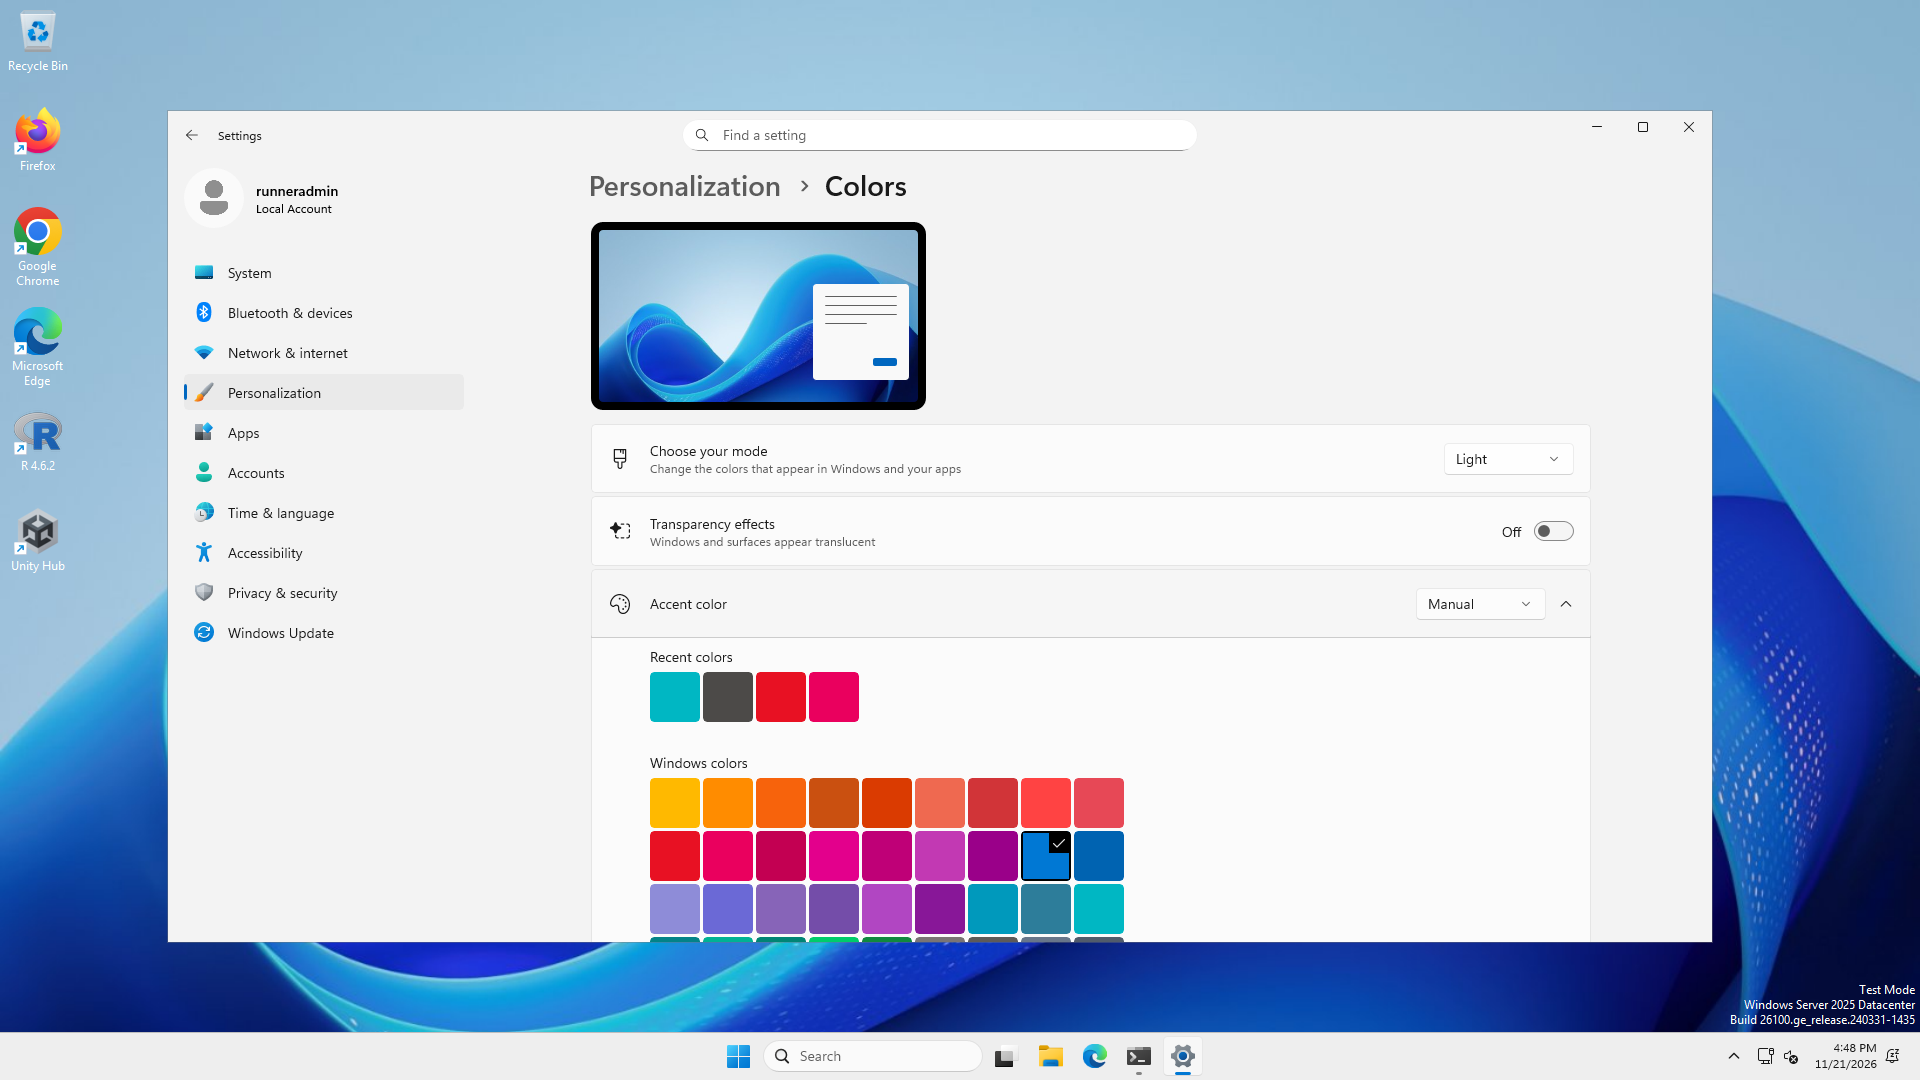 Recycle Bin
Firefox
Google
Chrome
Microsoft
Edge
R 4.6.2
Unity Hub
Settings
Find a setting
runneradmin
Local Account
System
Bluetooth & devices
Network & internet
Personalization
Apps
Accounts
Time & language
Accessibility
Privacy & security
Windows Update
Personalization > Colors
Choose your mode
Change the colors that appear in Windows and your apps
Light
Transparency effects
Windows and surfaces appear translucent
Off
Accent color
Manual
Recent colors
Windows colors
Test Mode
Windows Server 2025 Datacenter
Build 26100.ge_release.240331-1435
Search
4:48 PM
11/21/2026